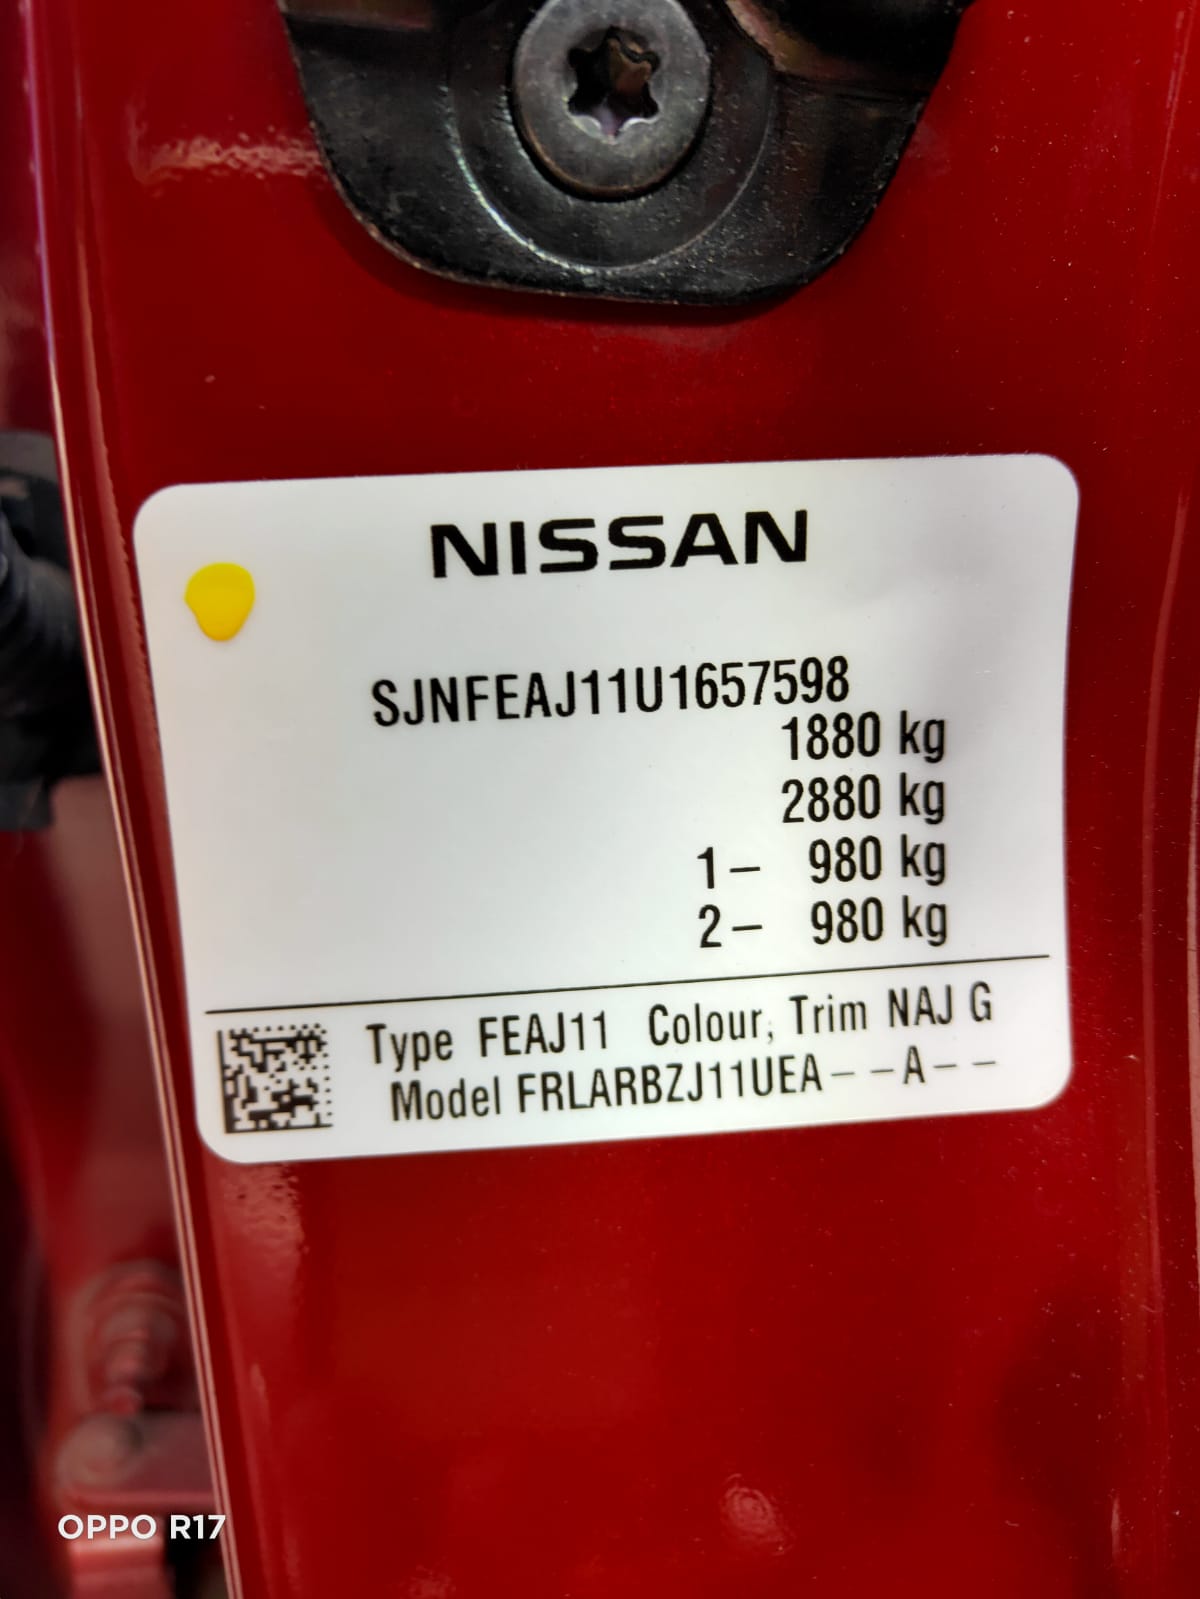 NISSAN
SJNFEAJ11U1657598
1880 kg
2880 kg
1– 980 kg
2– 980 kg
Type FEAJ11 Colour, Trim NAJ G
Model FRLARBZJ11UEA – – A – –
OPPO R17